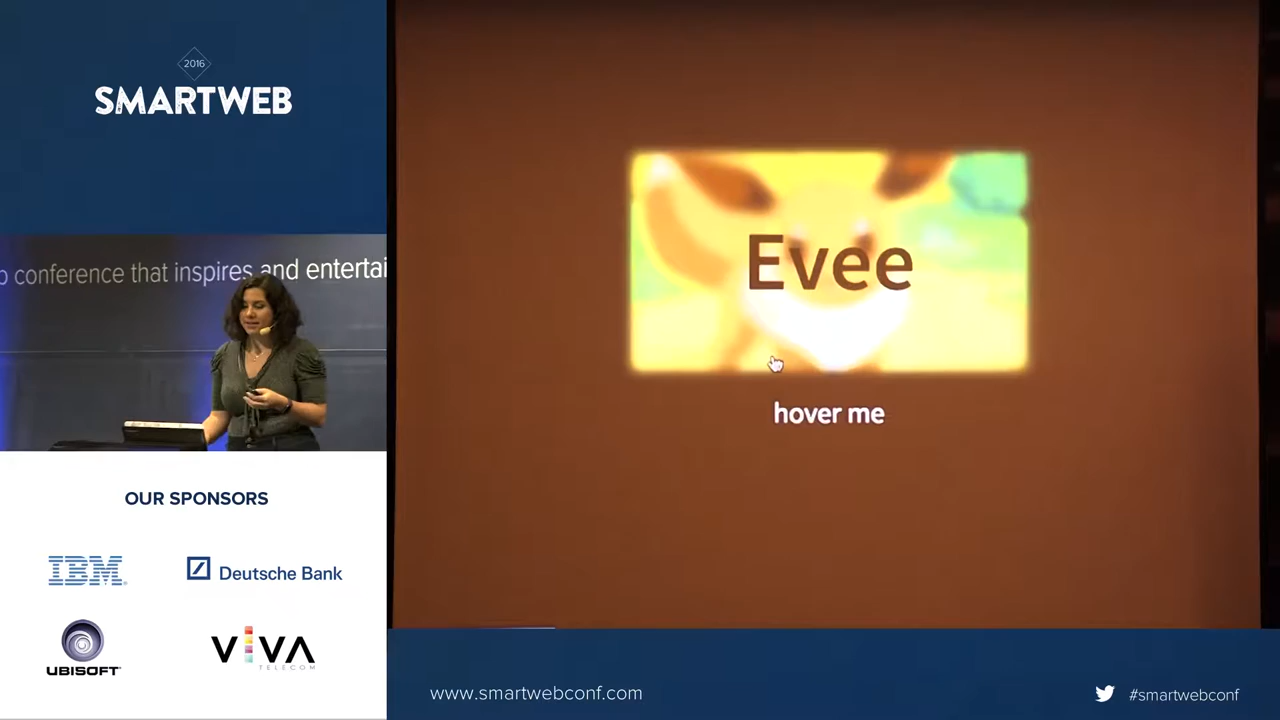 2016
SMARTWEB
conference that inspires and entertai
OUR SPONSORS
IBM
Deutsche Bank
UBISOFT
VIVA
TELECOM
Evee
hover me
www.smartwebconf.com
#smartwebconf